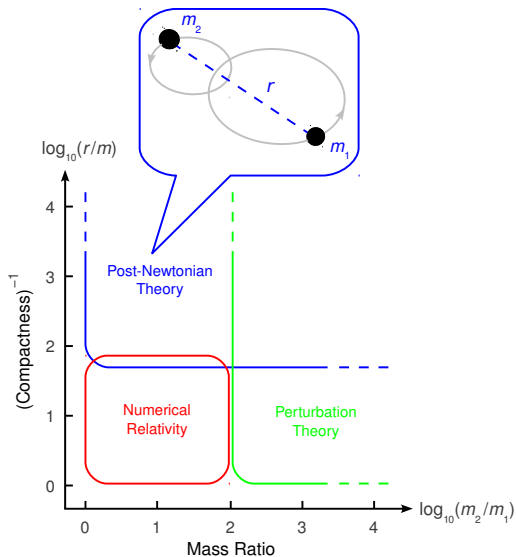 m₂
r
m₁
log₁₀(r/m)
4
3
2
1
0
(Compactness)⁻¹
Post-Newtonian
Theory
Numerical
Relativity
Perturbation
Theory
0 1 2 3 4
log₁₀(m₂/m₁)
Mass Ratio